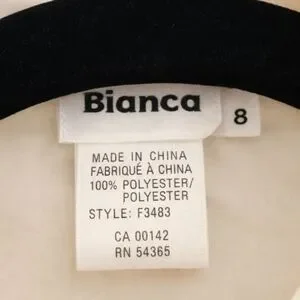 Bianca
8
MADE IN CHINA
FABRIQUÉ À CHINA
100% POLYESTER/
POLYESTER
STYLE: F3483
CA 00142
RN 54365